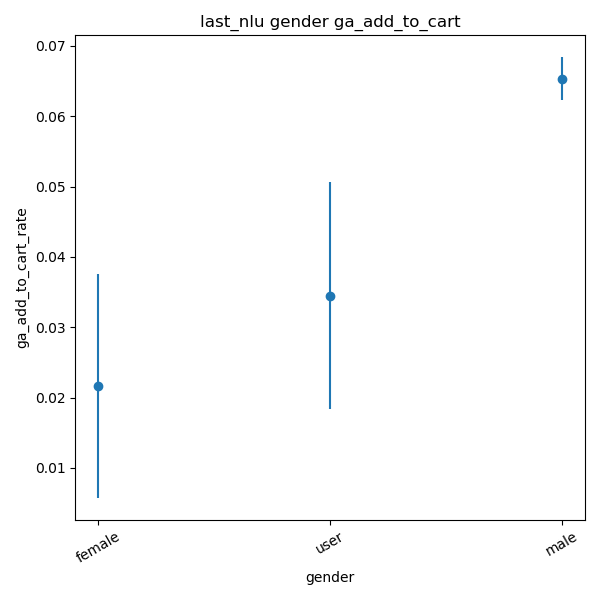 last_nlu gender ga_add_to_cart
0.07
0.06
0.05
0.04
0.03
0.02
0.01
ga_add_to_cart_rate
female
user
male
gender